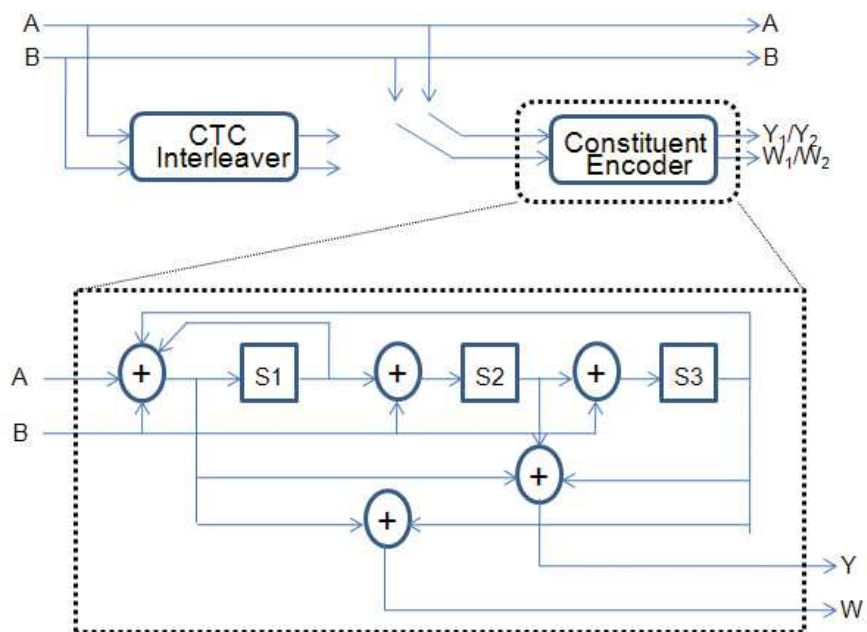 A A
B B
CTC
Interleaver
Constituent
Encoder
Y₁/Y₂
W₁/W₂
+ S1 + S2 + S3
A
B
+
+
Y
W